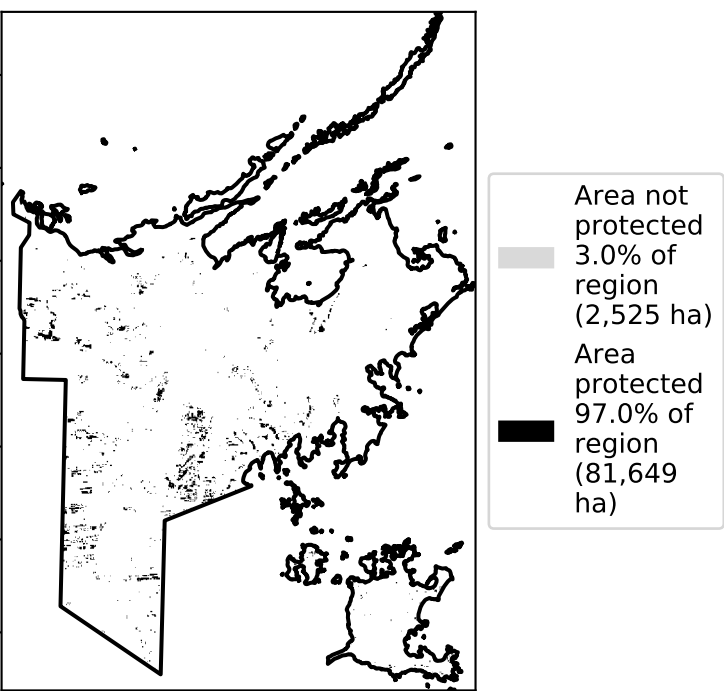 Area not
protected
3.0% of
region
(2,525 ha)
Area
protected
97.0% of
region
(81,649
ha)